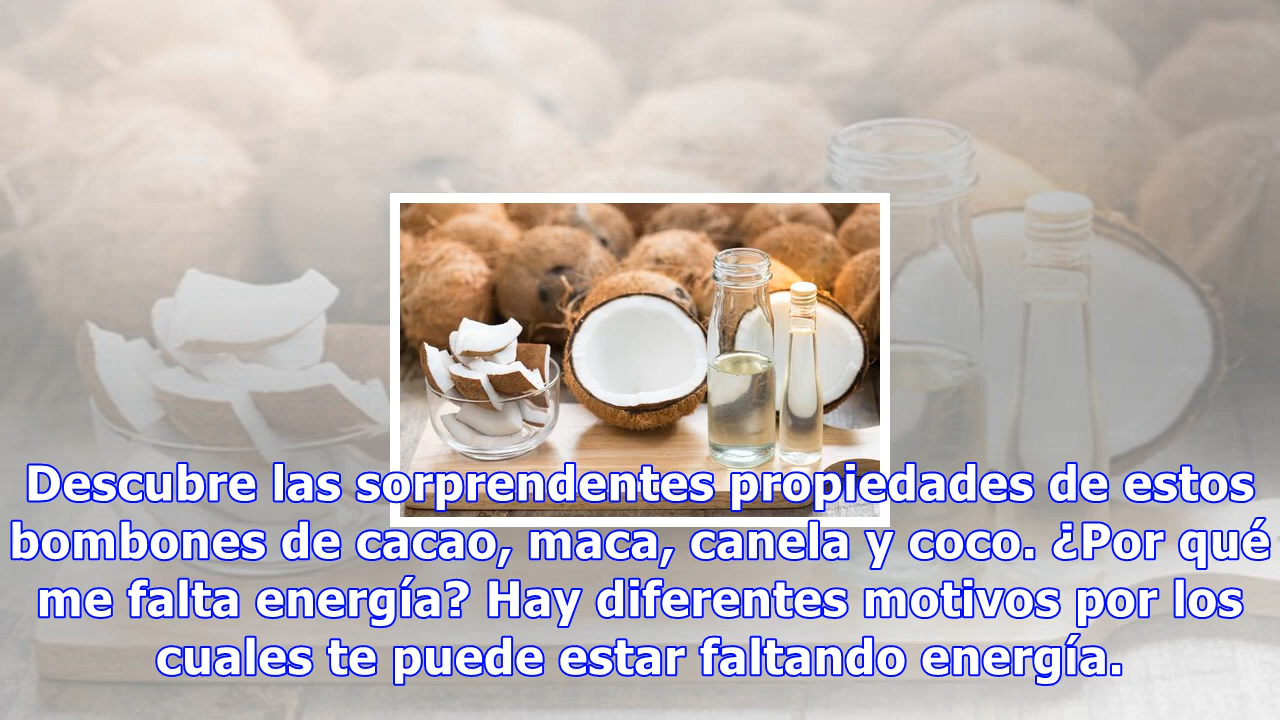 Descubre las sorprendentes propiedades de estos
bombones de cacao, maca, canela y coco. ¿Por qué
me falta energía? Hay diferentes motivos por los
cuales te puede estar faltando energía.